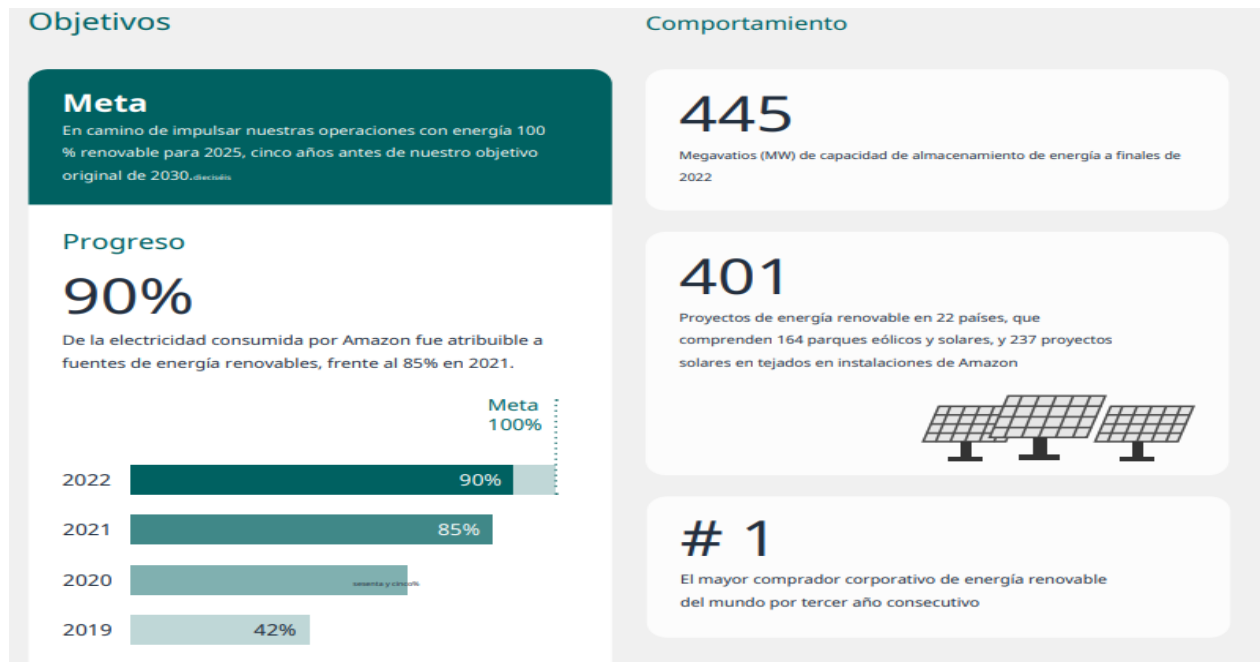 Objetivos
Meta
En camino de impulsar nuestras operaciones con energía 100
% renovable para 2025, cinco años antes de nuestro objetivo
original de 2030.dieciséis
Progreso
90%
De la electricidad consumida por Amazon fue atribuible a
fuentes de energía renovables, frente al 85% en 2021.
Meta
100%
2022 90%
2021 85%
2020 sesenta y cinco%
2019 42%
Comportamiento
445
Megavatios (MW) de capacidad de almacenamiento de energía a finales de
2022
401
Proyectos de energía renovable en 22 países, que
comprenden 164 parques eólicos y solares, y 237 proyectos
solares en tejados en instalaciones de Amazon
# 1
El mayor comprador corporativo de energía renovable
del mundo por tercer año consecutivo